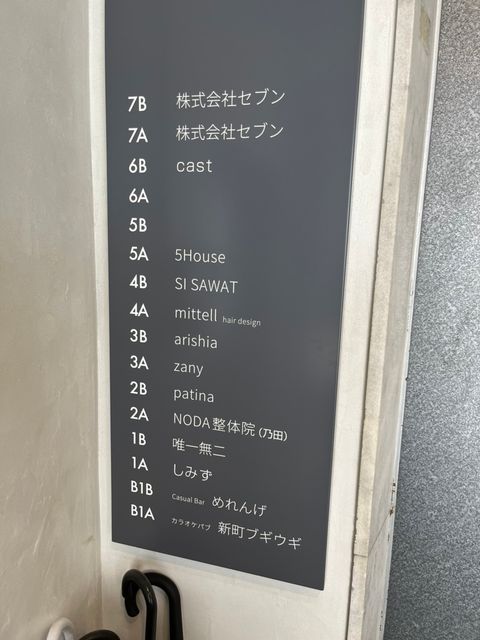 7B 株式会社セブン
7A 株式会社セブン
6B cast
6A
5B
5A 5House
4B SI SAWAT
4A mittell hair design
3B arishia
3A zany
2B patina
2A NODA整体院(乃田)
1B 唯一無二
1A しみず
B1B Casual Bar めれんげ
B1A カラオケパブ 新町ブギウギ